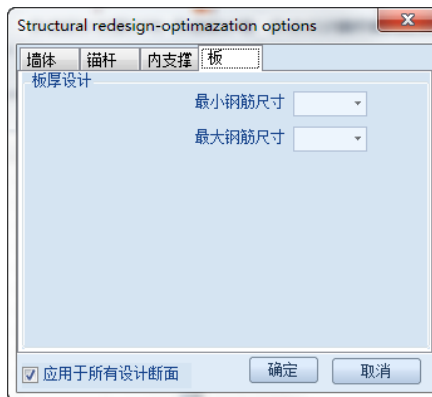 Structural redesign-optimazation options
墙体 锚杆 内支撑 板
板厚设计
最小钢筋尺寸
最大钢筋尺寸
应用于所有设计断面 确定 取消